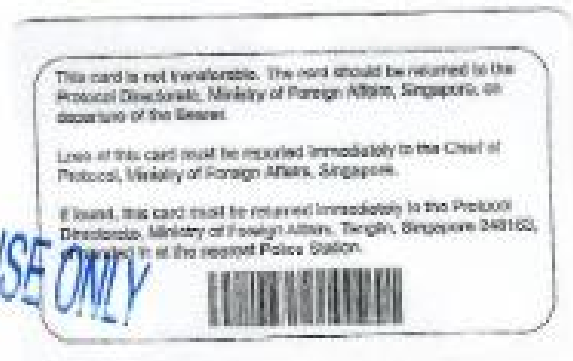 This card is not transferable. The card should be returned to the
Protocol Directorate, Ministry of Foreign Affairs, Singapore, on
departure of the Bearer.
Loss of this card must be reported immediately to the Chief of
Protocol, Ministry of Foreign Affairs, Singapore.
If found, this card must be returned immediately to the Protocol
Directorate, Ministry of Foreign Affairs, Tanglin, Singapore 248163,
or handed in at the nearest Police Station.
SE ONLY